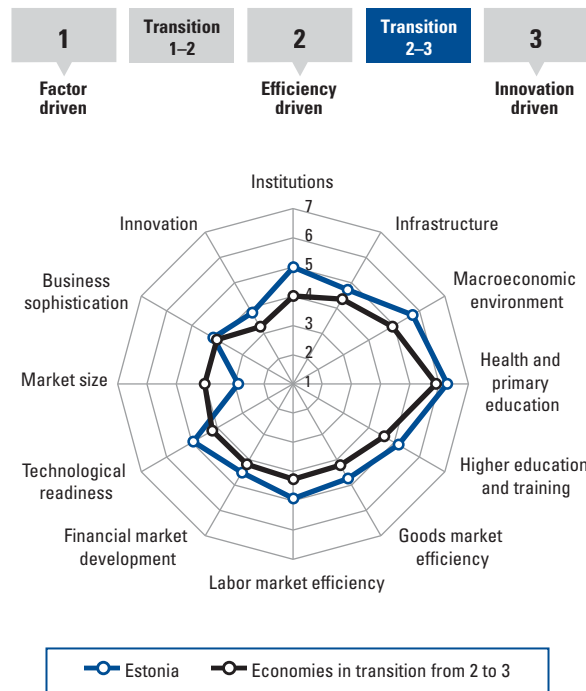 1
Transition
1–2
2
Transition
2–3
3
Factor
driven
Efficiency
driven
Innovation
driven
Institutions
Innovation
Infrastructure
Business
sophistication
Macroeconomic
environment
Market size
Health and
primary
education
Technological
readiness
Higher education
and training
Financial market
development
Goods market
efficiency
Labor market efficiency
7
6
5
4
3
2
1
Estonia
Economies in transition from 2 to 3